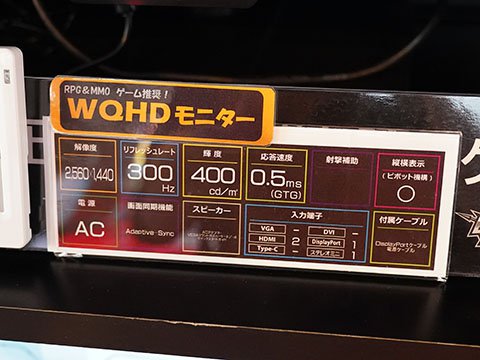 RPG&MMO ゲーム推奨!
WQHDモニター
解像度
2,560×1,440
リフレッシュレート
300
Hz
輝度
400
cd/㎡
応答速度
0.5ms
(GTG)
射撃補助
縦横表示
(ピボット機構)
○
電源
AC
画面同期機能
Adaptive-Sync
スピーカー
入力端子
VGA -
DVI -
HDMI 2
DisplayPort 1
Type-C -
ステレオミニ 1
付属ケーブル
DisplayPortケーブル
電源ケーブル